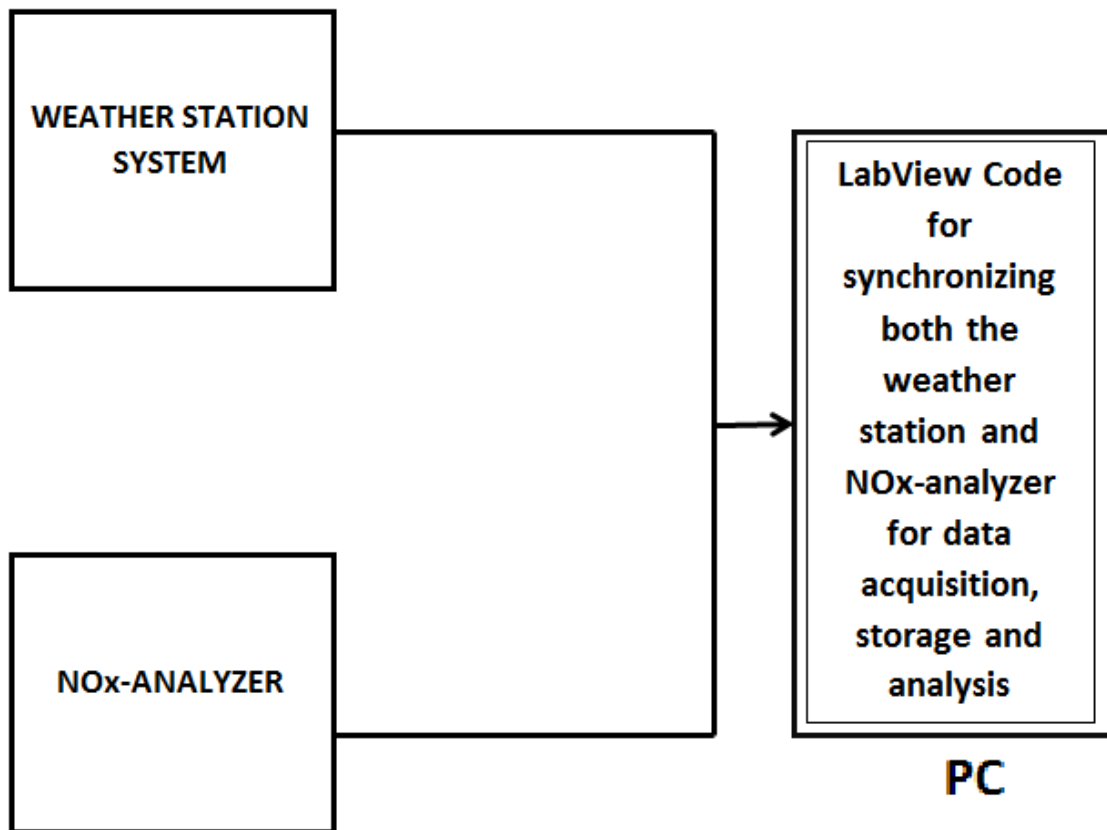 WEATHER STATION
SYSTEM
NOx-ANALYZER
LabView Code
for
synchronizing
both the
weather
station and
NOx-analyzer
for data
acquisition,
storage and
analysis
PC